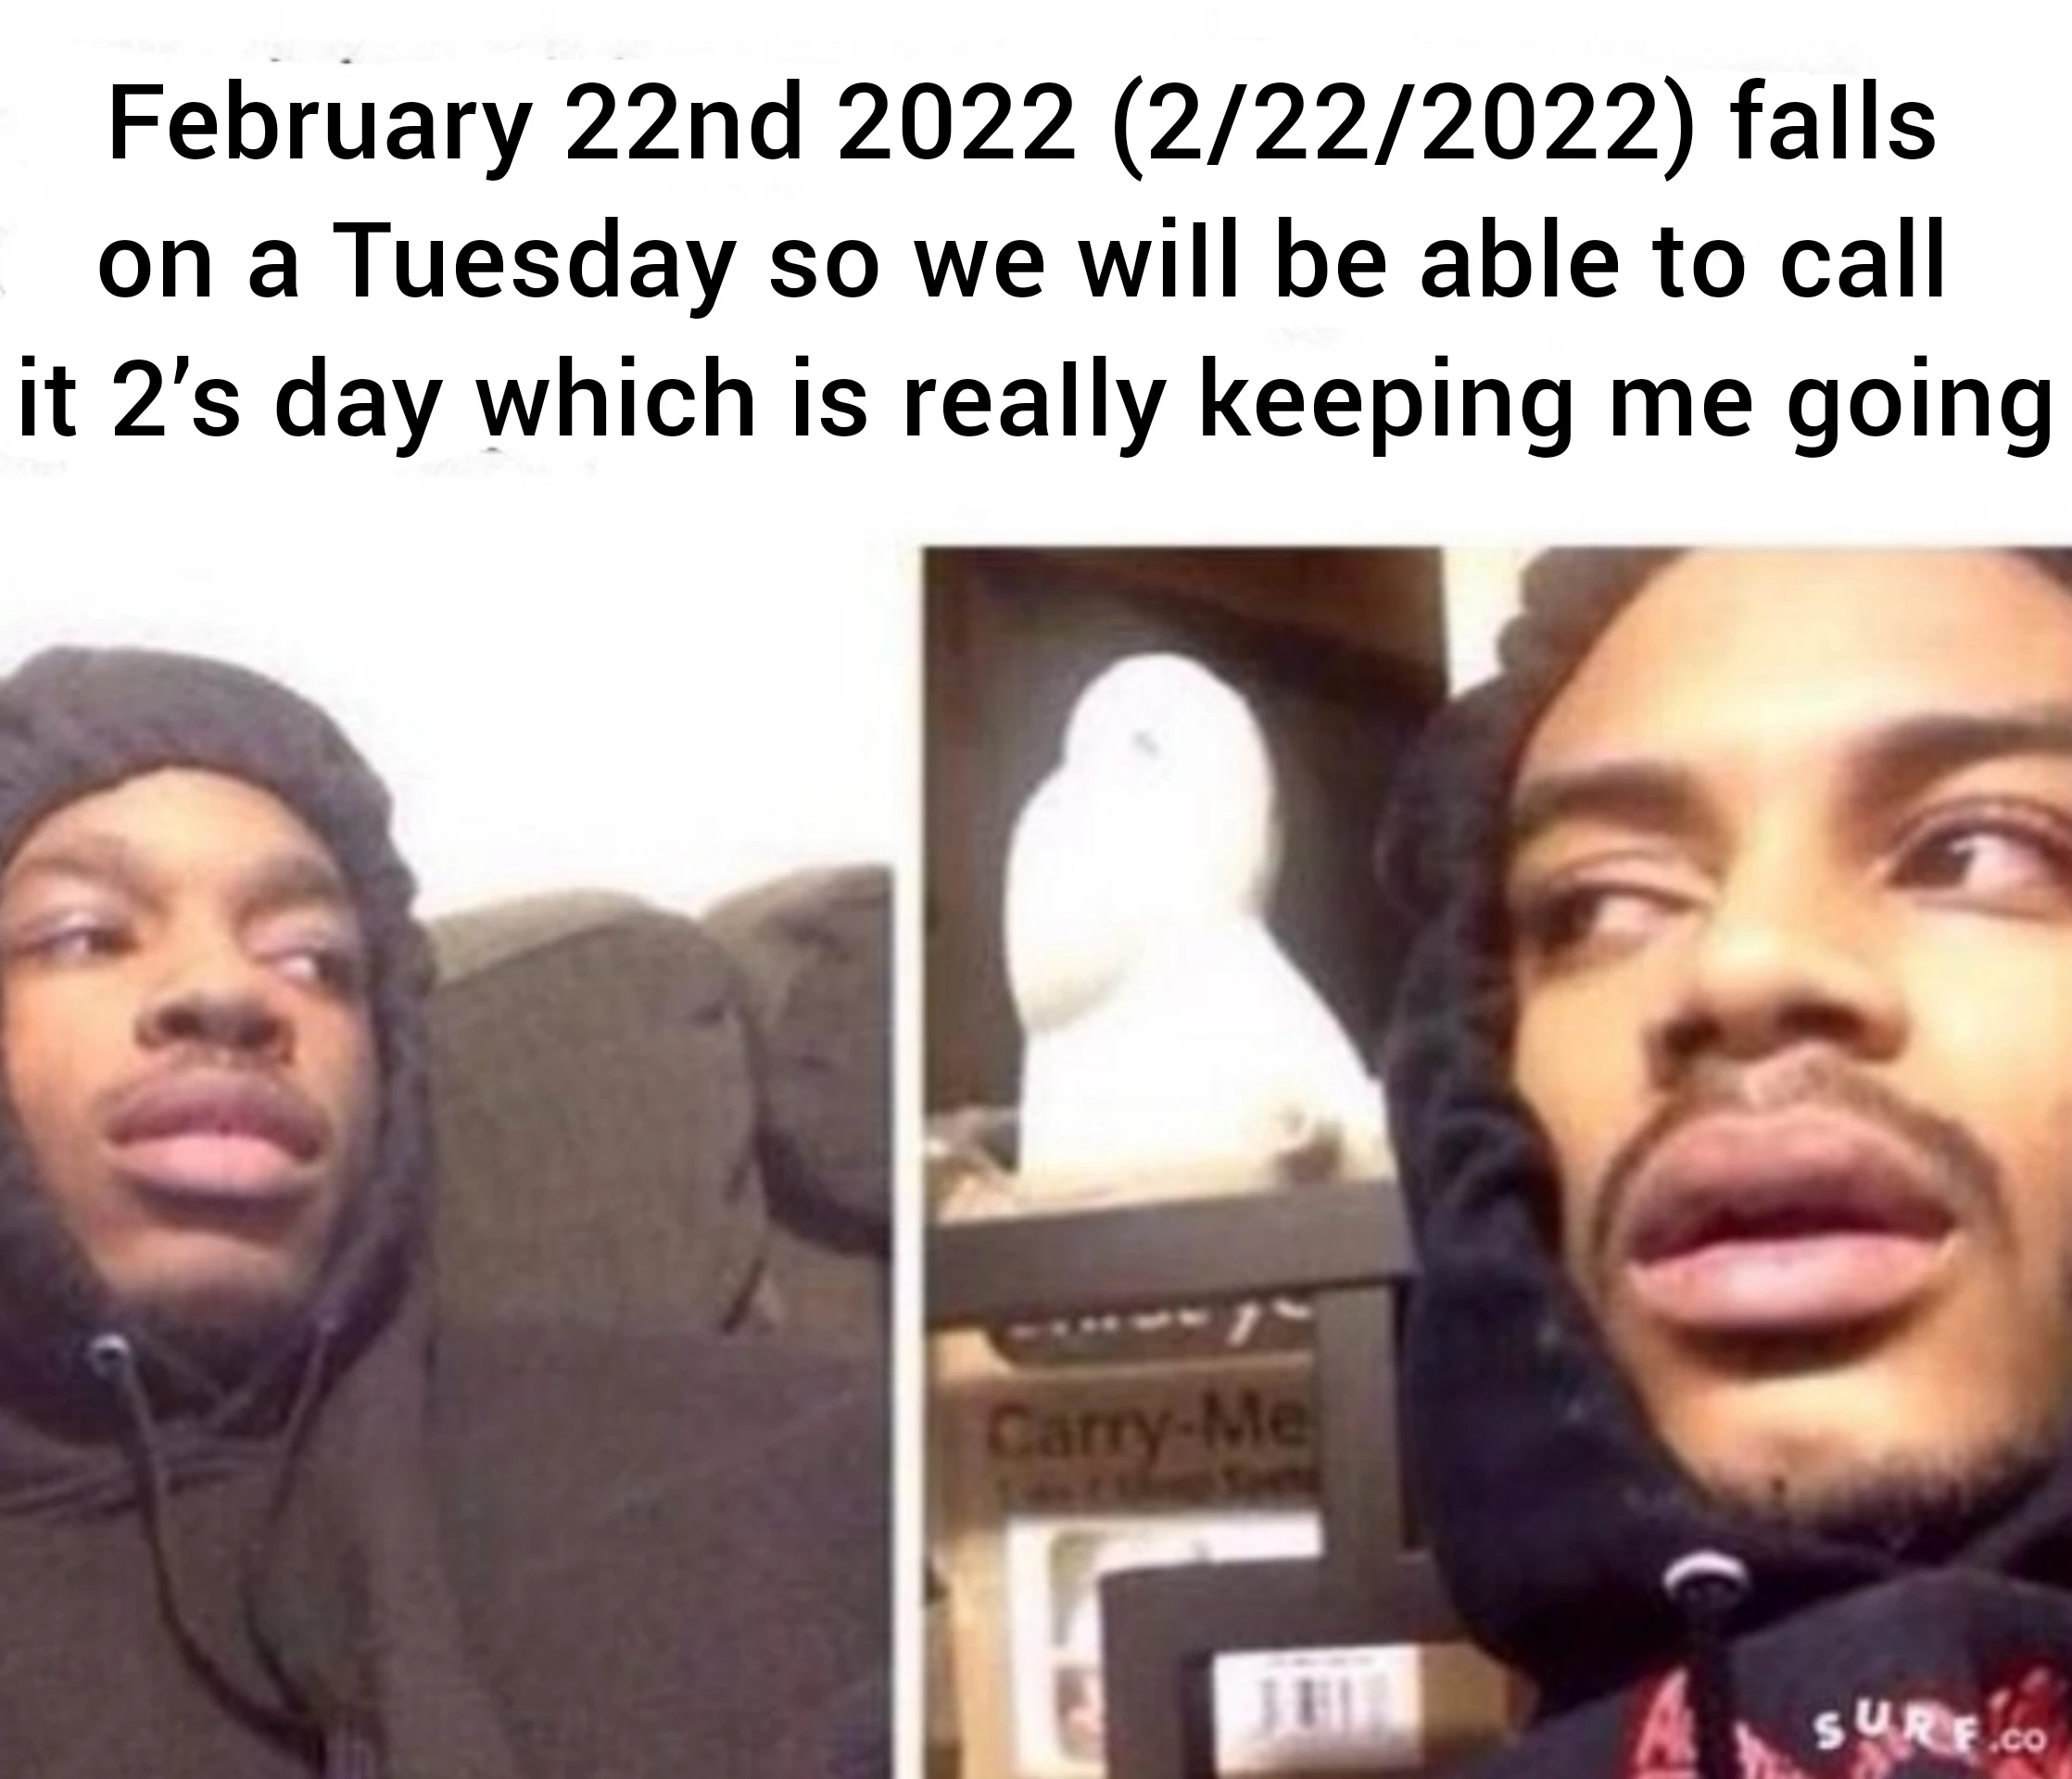 February 22nd 2022 (2/22/2022) falls
on a Tuesday so we will be able to call
it 2’s day which is really keeping me going
Carry-Me
SURF.co